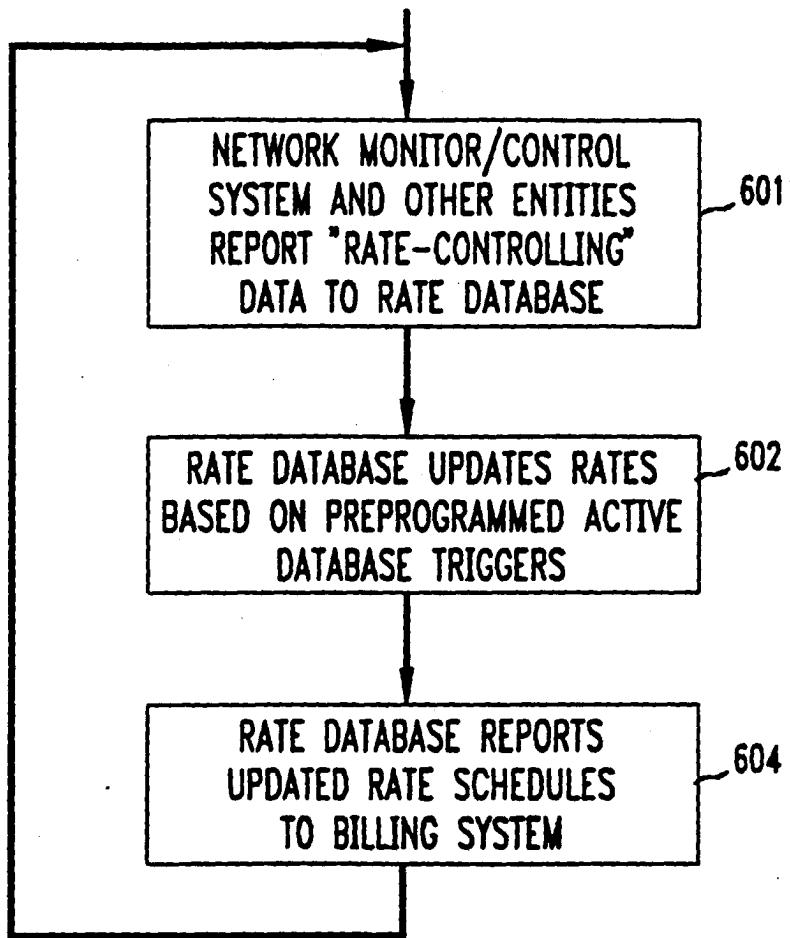 NETWORK MONITOR/CONTROL
SYSTEM AND OTHER ENTITIES
REPORT "RATE-CONTROLLING"
DATA TO RATE DATABASE
601
RATE DATABASE UPDATES RATES
BASED ON PREPROGRAMMED ACTIVE
DATABASE TRIGGERS
602
RATE DATABASE REPORTS
UPDATED RATE SCHEDULES
TO BILLING SYSTEM
604